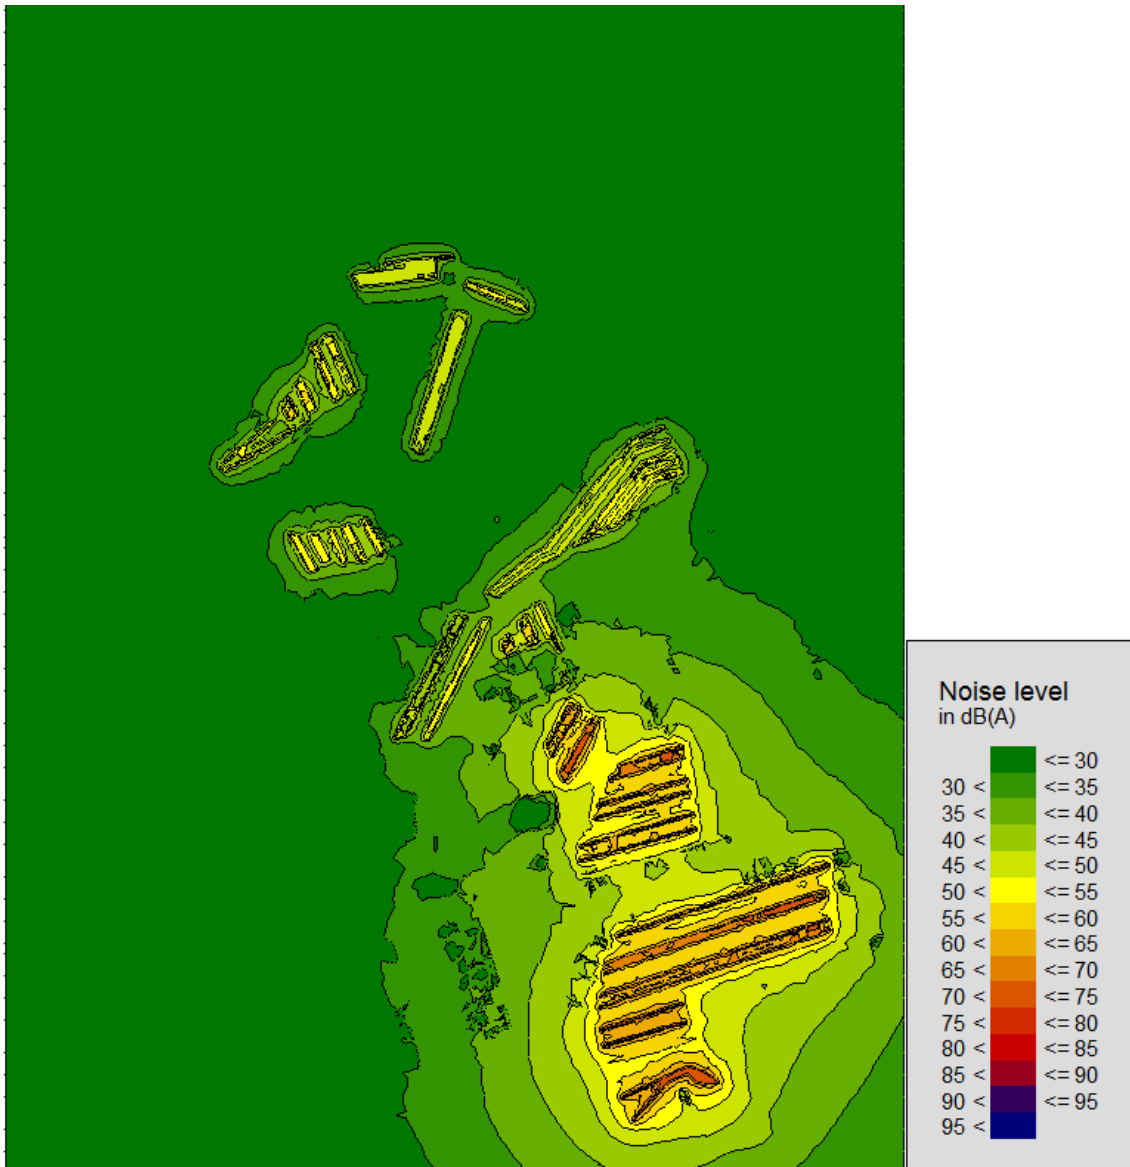 Noise level
in dB(A)
<= 30
30 < <= 35
35 < <= 40
40 < <= 45
45 < <= 50
50 < <= 55
55 < <= 60
60 < <= 65
65 < <= 70
70 < <= 75
75 < <= 80
80 < <= 85
85 < <= 90
90 < <= 95
95 <